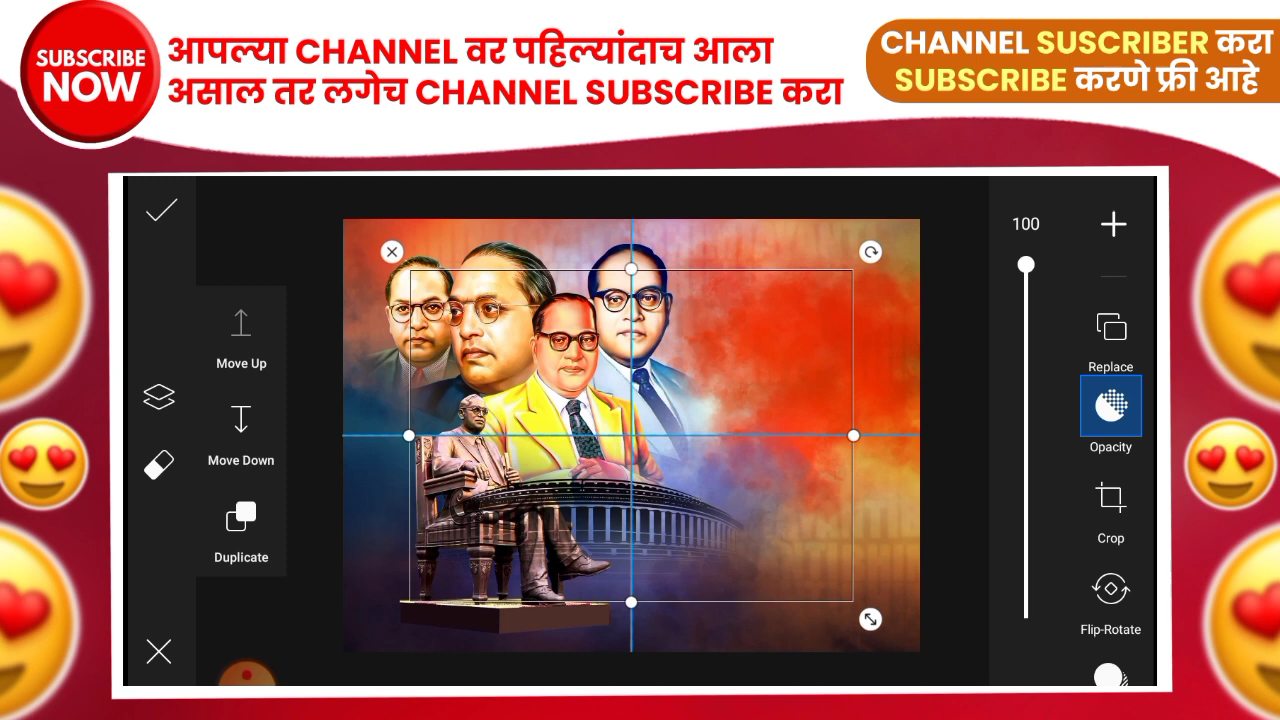 SUBSCRIBE
NOW
आपल्या CHANNEL वर पहिल्यांदाच आला
असाल तर लगेच CHANNEL SUBSCRIBE करा
CHANNEL SUSCRIBER करा
SUBSCRIBE करणे फ्री आहे
100
Move Up
Move Down
Duplicate
Replace
Opacity
Crop
Flip-Rotate